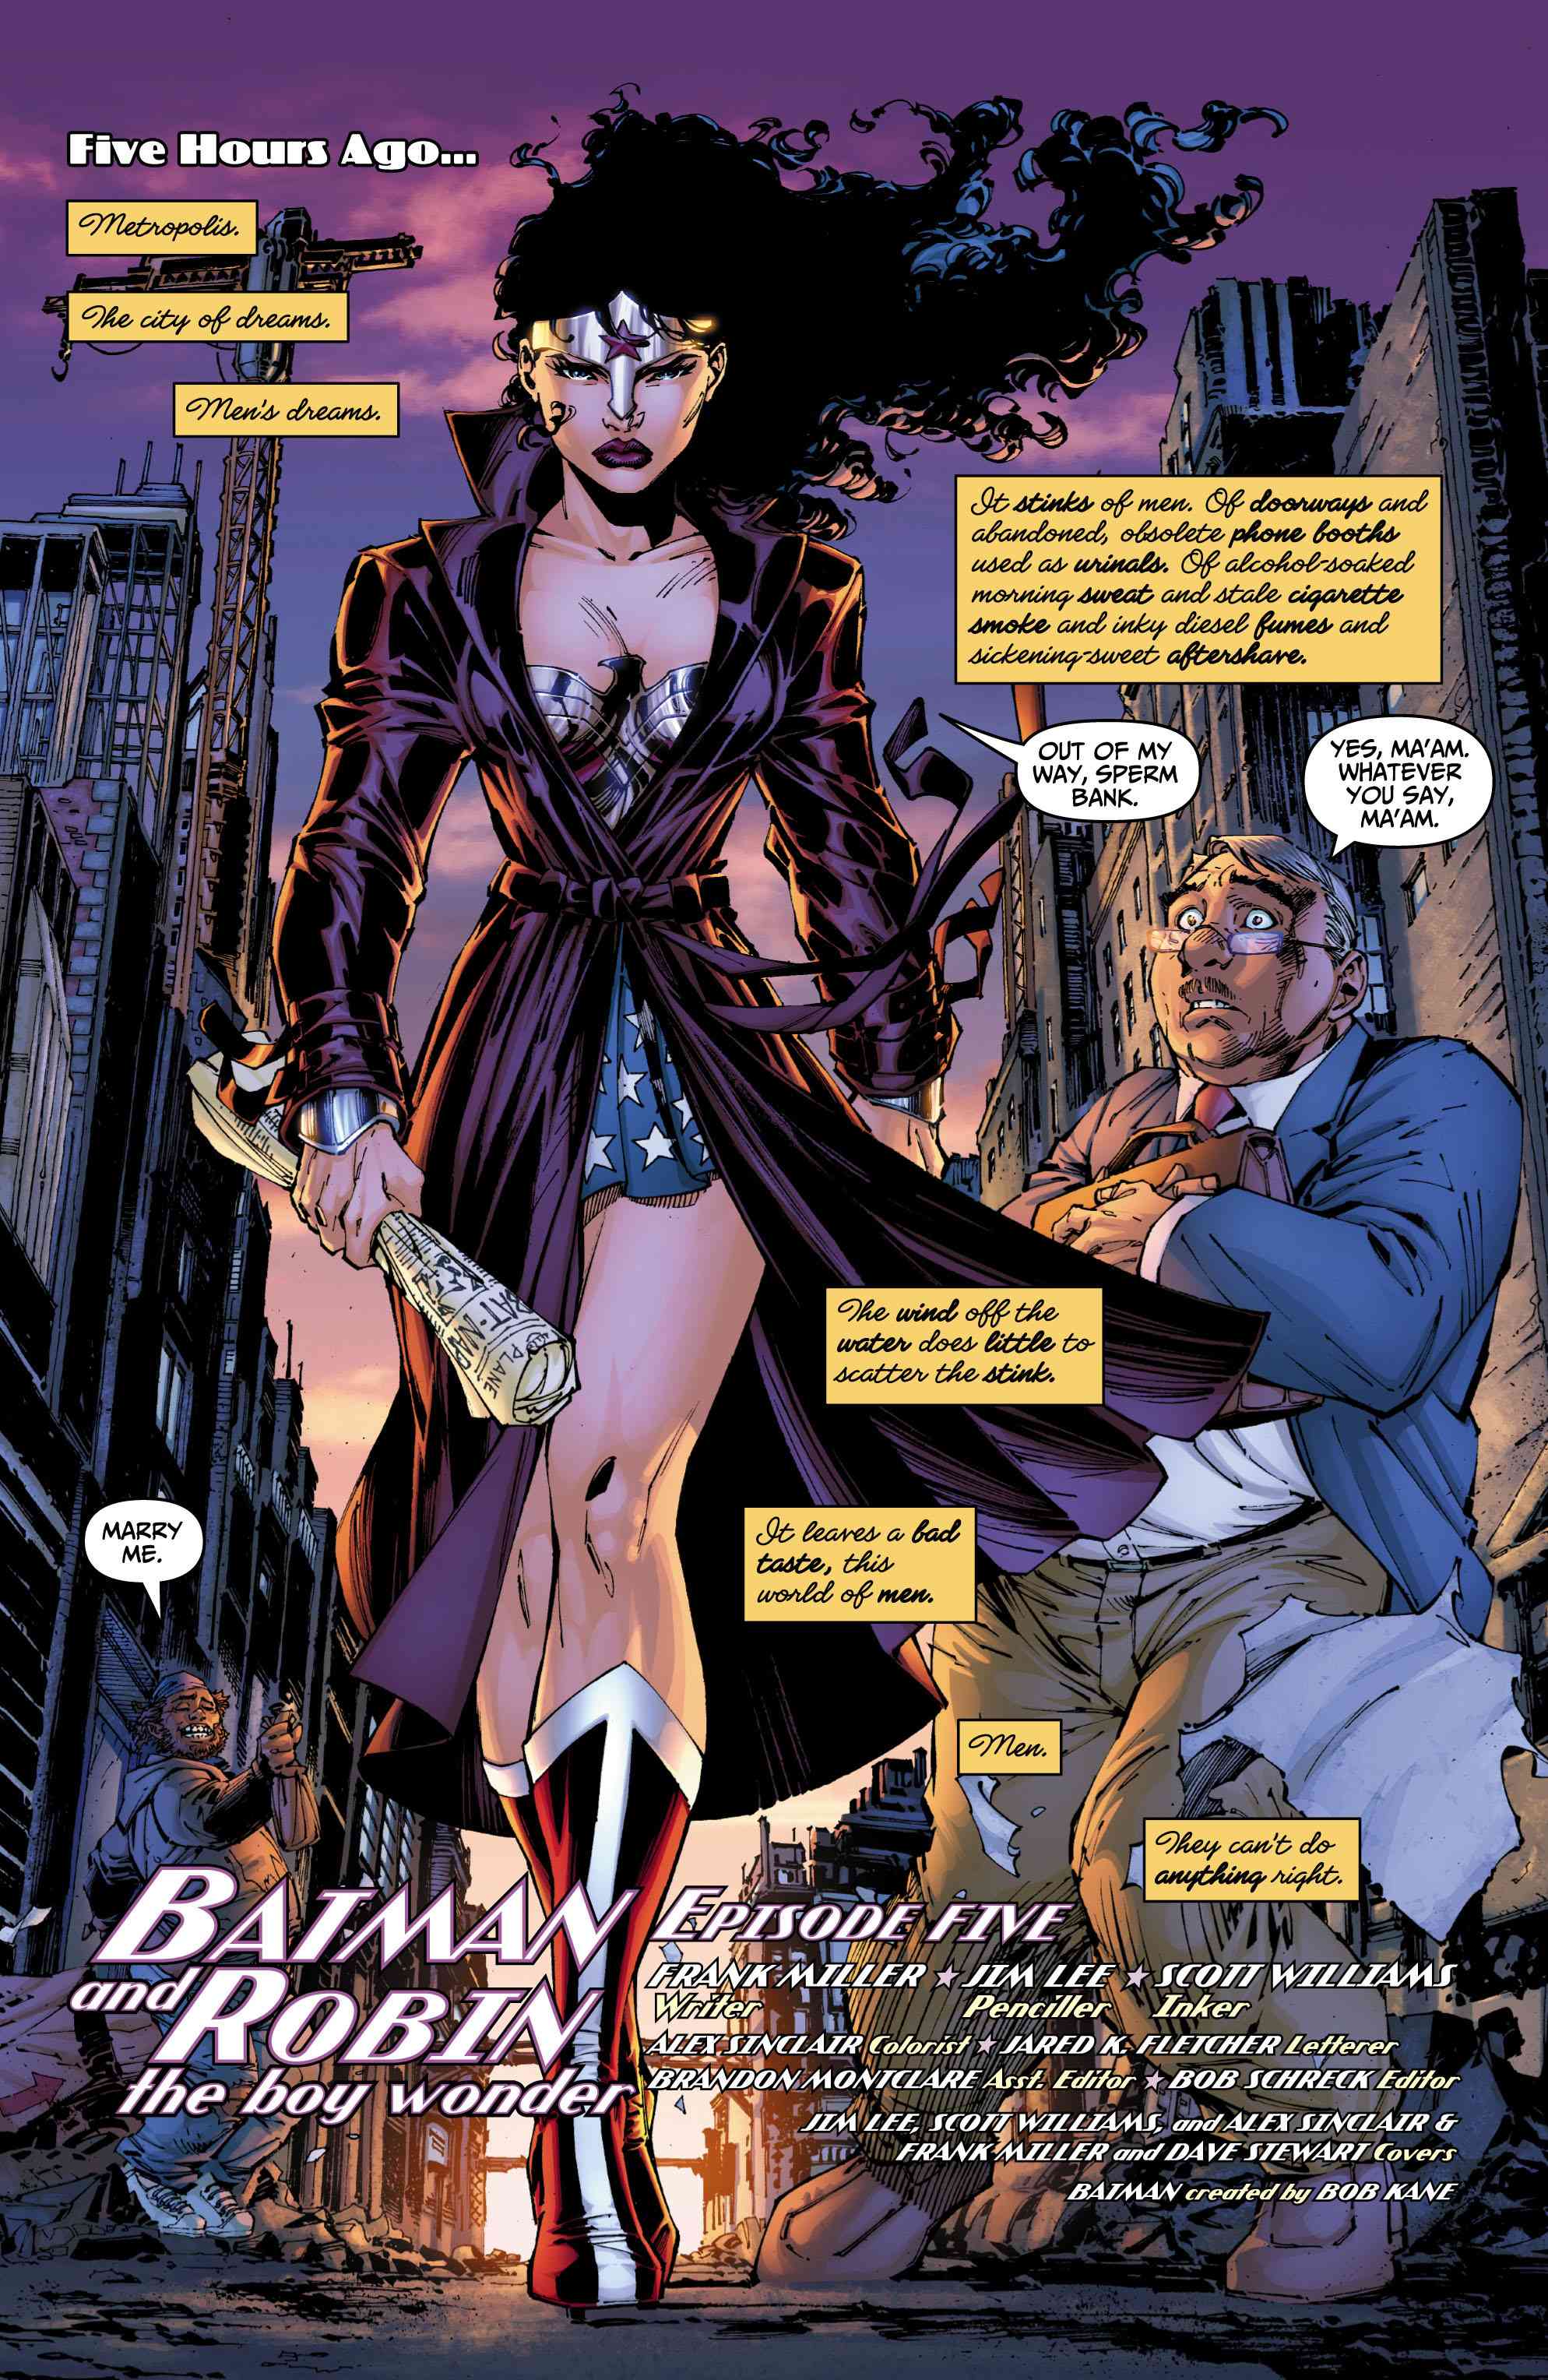 Five Hours Ago...
Metropolis.
The city of dreams.
Men's dreams.
It stinks of men. Of doorways and
abandoned, obsolete phone booths
used as urinals. Of alcohol-soaked
morning sweat and stale cigarette
smoke and inky diesel fumes and
sickening-sweet aftershave.
OUT OF MY
WAY, SPERM
BANK.
YES, MA'AM.
WHATEVER
YOU SAY,
MA'AM.
The wind off the
water does little to
scatter the stink.
PLANE
MARRY
ME.
It leaves a bad
taste, this
world of men.
Men.
They can't do
anything right.
BATMAN
and ROBIN
the boy wonder
EPISODE FIVE
FRANK MILLER ★ JIM LEE ★ SCOTT WILLIAMS
Writer Penciller Inker
ALEX SINCLAIR Colorist ★ JARED K. FLETCHER Letterer
BRANDON MONTCLARE Asst. Editor ★ BOB SCHRECK Editor
JIM LEE, SCOTT WILLIAMS, and ALEX SINCLAIR &
FRANK MILLER and DAVE STEWART Covers
BATMAN created by BOB KANE